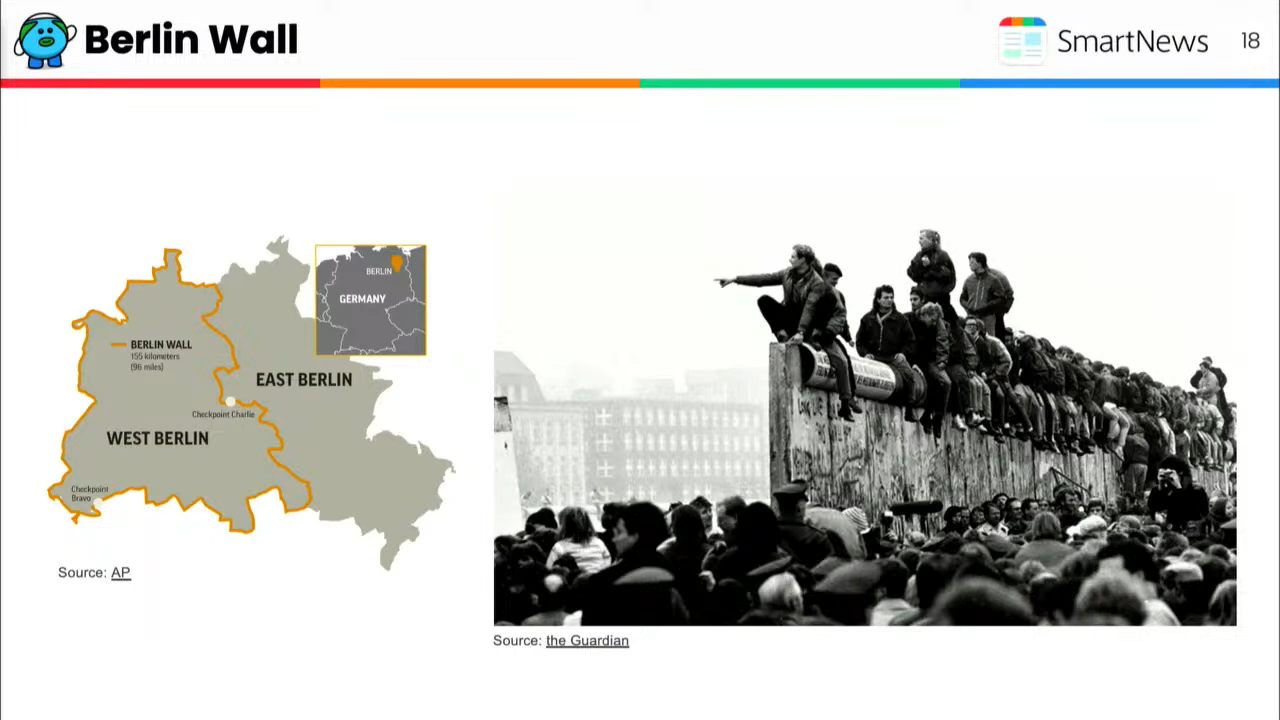 Berlin Wall
SmartNews
18
BERLIN
GERMANY
BERLIN WALL
155 kilometers
(96 miles)
EAST BERLIN
Checkpoint Charlie
WEST BERLIN
Checkpoint
Bravo
Source: AP
Source: the Guardian